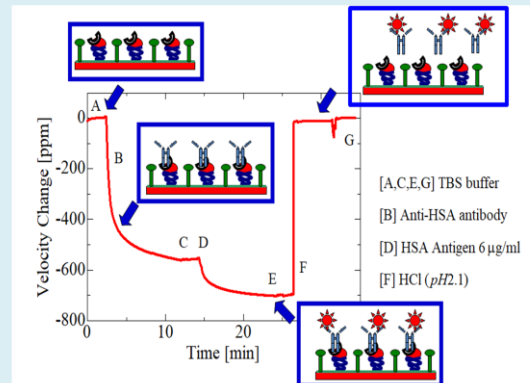 A
B
C D
E
F
G
0
-200
-400
-600
-800
Velocity Change [ppm]
0
10
20
30
Time [min]
[A,C,E,G] TBS buffer
[B] Anti-HSA antibody
[D] HSA Antigen 6 μg/ml
[F] HCl (pH2.1)